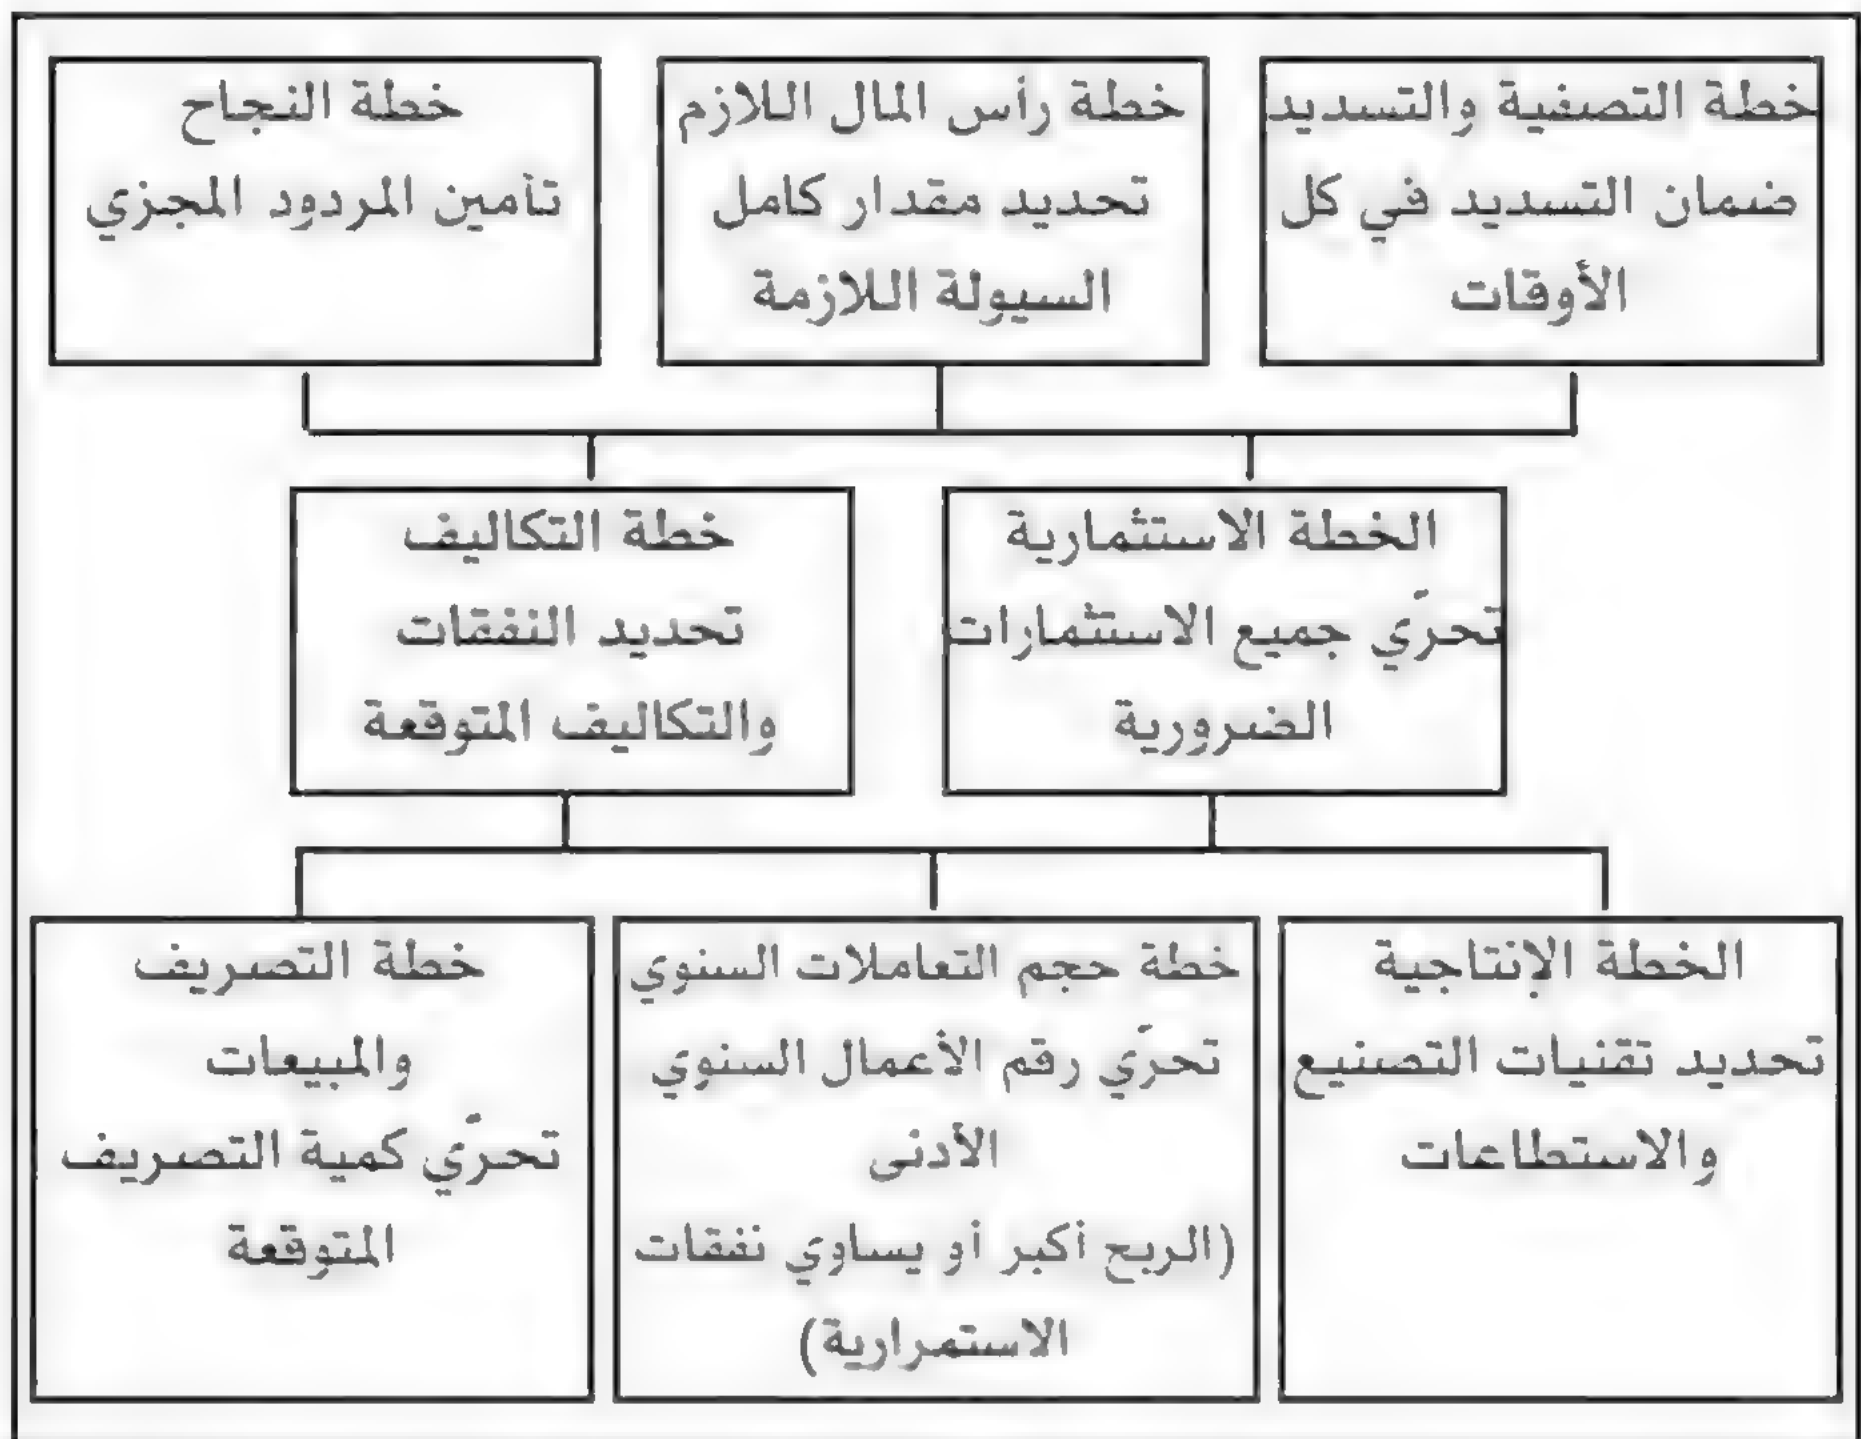 خطة التصفية والتسديد
ضمان التسديد في كل
الأوقات
خطة رأس المال اللازم
تحديد مقدار كامل
السيولة اللازمة
خطة النجاح
تأمين المردود المجزي
الخطة الاستثمارية
تحرّي جميع الاستثمارات
الضرورية
خطة التكاليف
تحديد النفقات
والتكاليف المتوقعة
الخطة الإنتاجية
تحديد تقنيات التصنيع
والاستطاعات
خطة حجم التعاملات السنوي
تحرّي رقم الأعمال السنوي
الأدنى
(الربح أكبر أو يساوي نفقات
الاستمرارية)
خطة التصريف
والمبيعات
تحرّي كمية التصريف
المتوقعة